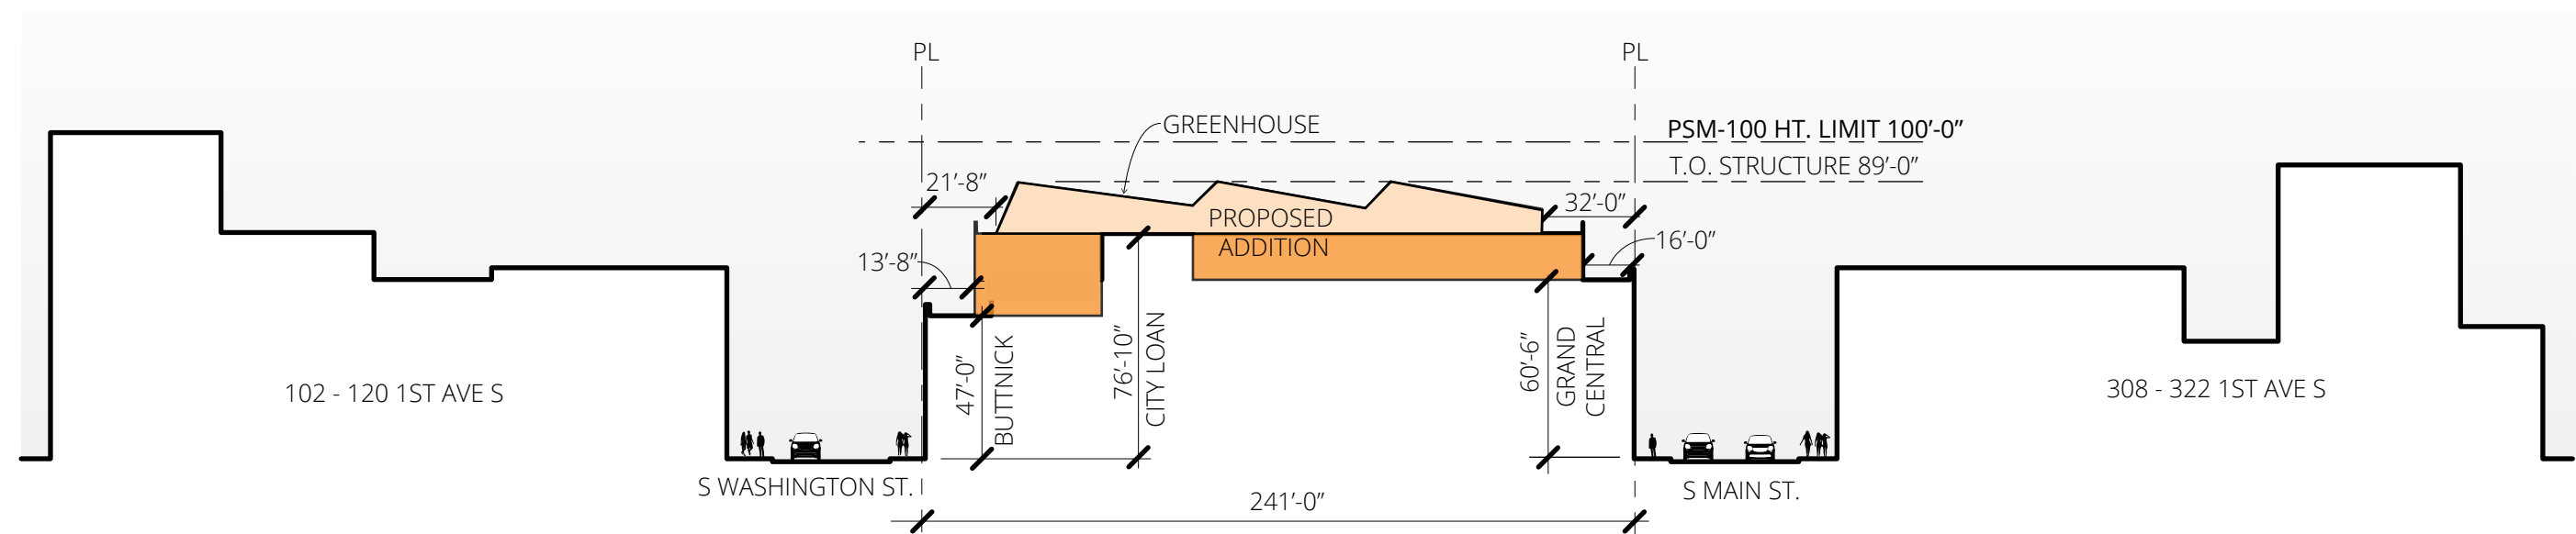 PL
PL
GREENHOUSE
PSM-100 HT. LIMIT 100’-0”
T.O. STRUCTURE 89’-0”
21’-8”
32’-0”
PROPOSED
ADDITION
16’-0”
13’-8”
47’-0”
BUTTNICK
76’-10”
CITY LOAN
60’-6”
GRAND
CENTRAL
102 - 120 1ST AVE S
308 - 322 1ST AVE S
S WASHINGTON ST.
S MAIN ST.
241’-0”